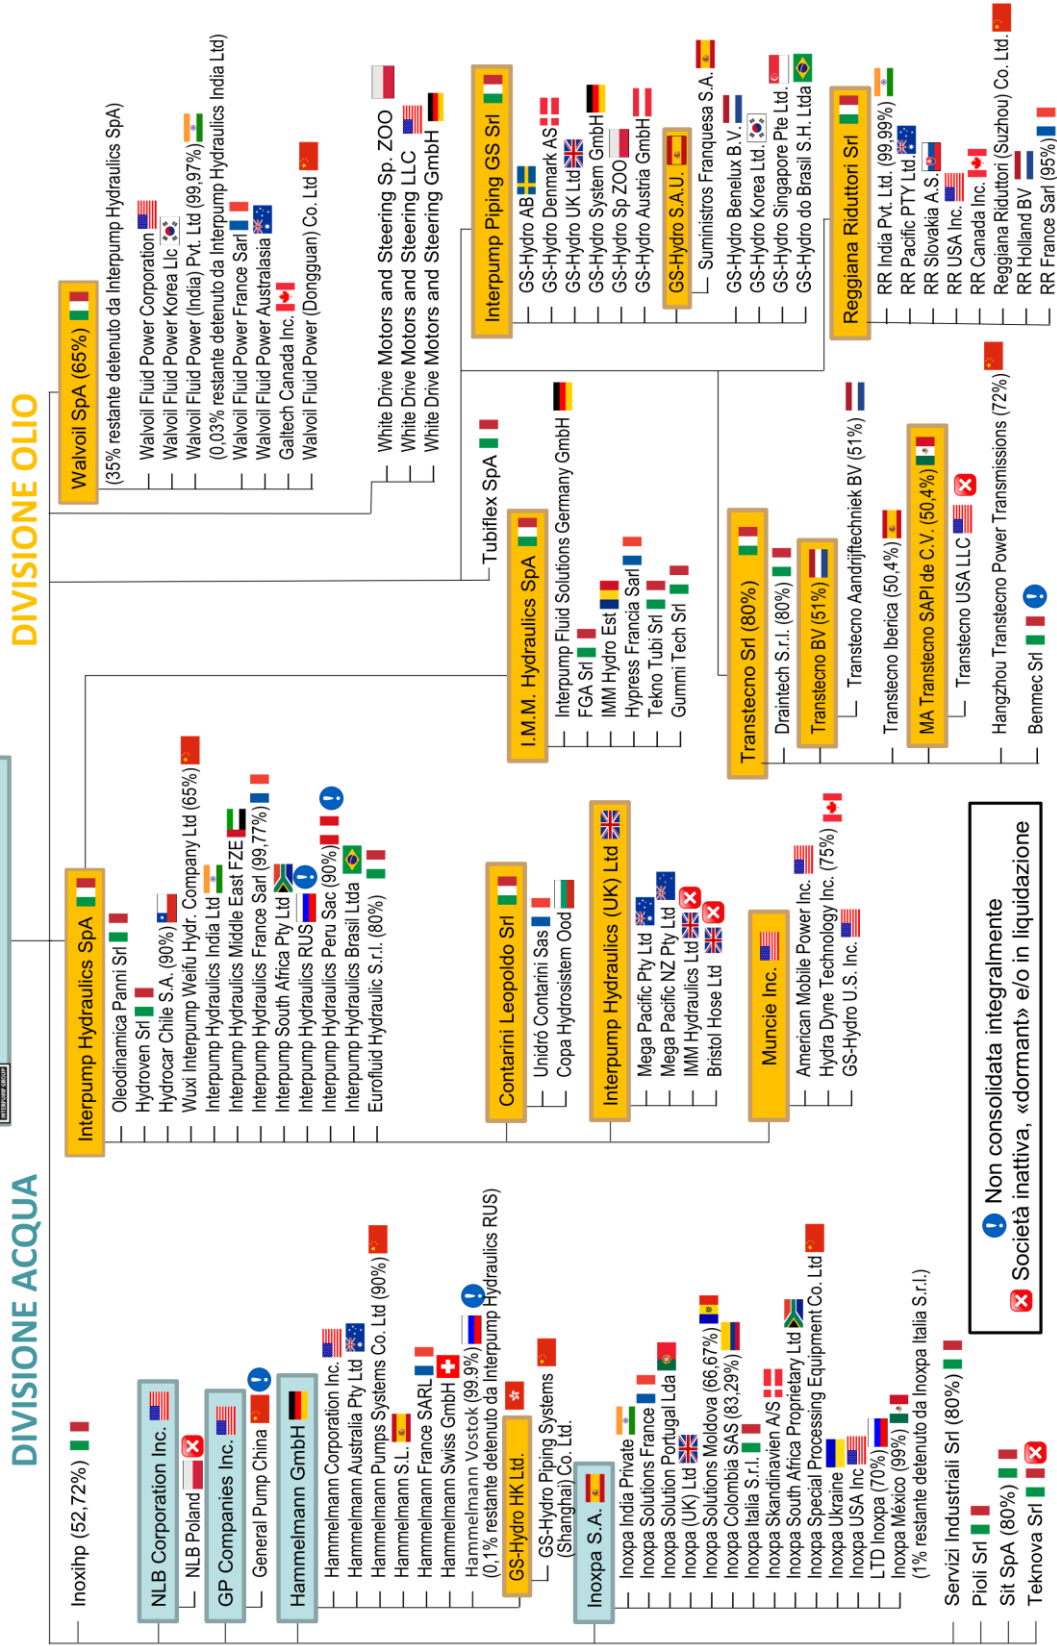 INTERPUMP GROUP
DIVISIONE ACQUA
Inoxihp (52,72%)
NLB Corporation Inc.
NLB Poland
GP Companies Inc.
General Pump China
Hammelmann GmbH
Hammelmann Corporation Inc.
Hammelmann Australia Pty Ltd
Hammelmann Pumps Systems Co. Ltd (90%)
Hammelmann S.L.
Hammelmann France SARL
Hammelmann Swiss GmbH
Hammelmann Vostok (99.9%)
(0,1% restante detenuto da Interpump Hydraulics RUS)
GS-Hydro HK Ltd.
GS-Hydro Piping Systems
(Shanghai) Co. Ltd.
Inoxpa S.A.
Inoxpa India Private
Inoxpa Solutions France
Inoxpa Solution Portugal Lda
Inoxpa (UK) Ltd
Inoxpa Solutions Moldova (66,67%)
Inoxpa Colombia SAS (83,29%)
Inoxpa Italia S.r.l.
Inoxpa Skandinavien A/S
Inoxpa South Africa Proprietary Ltd
Inoxpa Special Processing Equipment Co. Ltd
Inoxpa Ukraine
Inoxpa USA Inc
LTD Inoxpa (70%)
Inoxpa México (99%)
(1% restante detenuto da Inoxpa Italia S.r.l.)
Servizi Industriali Srl (80%)
Pioli Srl
Sit SpA (80%)
Teknova Srl
DIVISIONE OLIO
Interpump Hydraulics SpA
Oleodinamica Panni Srl
Hydroven Srl
Hydrocar Chile S.A. (90%)
Wuxi Interpump Weifu Hydr. Company Ltd (65%)
Interpump Hydraulics India Ltd
Interpump Hydraulics Middle East FZE
Interpump Hydraulics France Sarl (99,77%)
Interpump South Africa Pty Ltd
Interpump Hydraulics RUS
Interpump Hydraulics Peru Sac (90%)
Interpump Hydraulics Brasil Ltda
Eurofluid Hydraulic S.r.l. (80%)
Contarini Leopoldo Srl
Unidró Contarini Sas
Copa Hydrosistem Ood
Interpump Hydraulics (UK) Ltd
Mega Pacific Pty Ltd
Mega Pacific NZ Pty Ltd
IMM Hydraulics Ltd
Bristol Hose Ltd
Muncie Inc.
American Mobile Power Inc.
Hydra Dyne Technology Inc. (75%)
GS-Hydro U.S. Inc.
I.M.M. Hydraulics SpA
Interpump Fluid Solutions Germany GmbH
FGA Srl
IMM Hydro Est
Hypress Francia Sarl
Tekno Tubi Srl
Gummi Tech Srl
Tubiflex SpA
Walvoil SpA (65%)
(35% restante detenuto da Interpump Hydraulics SpA)
Walvoil Fluid Power Corporation
Walvoil Fluid Power Korea Llc
Walvoil Fluid Power (India) Pvt. Ltd (99,97%)
(0,03% restante detenuto da Interpump Hydraulics India Ltd)
Walvoil Fluid Power France Sarl
Walvoil Fluid Power Australasia
Galtech Canada Inc.
Walvoil Fluid Power (Dongguan) Co. Ltd
White Drive Motors and Steering Sp. ZOO
White Drive Motors and Steering LLC
White Drive Motors and Steering GmbH
Interpump Piping GS Srl
GS-Hydro AB
GS-Hydro Denmark AS
GS-Hydro UK Ltd
GS-Hydro System GmbH
GS-Hydro Sp ZOO
GS-Hydro Austria GmbH
GS-Hydro S.A.U.
Suministros Franquesa S.A.
GS-Hydro Benelux B.V.
GS-Hydro Korea Ltd.
GS-Hydro Singapore Pte Ltd.
GS-Hydro do Brasil S.H. Ltda
Transtecno Srl (80%)
Draintech S.r.l. (80%)
Transtecno BV (51%)
Transtecno Aandrijftechniek BV (51%)
Transtecno Iberica (50,4%)
MA Transtecno SAPI de C.V. (50,4%)
Transtecno USA LLC
Hangzhou Transtecno Power Transmissions (72%)
Benmec Srl
Reggiana Riduttori Srl
RR India Pvt. Ltd. (99,99%)
RR Pacific PTY Ltd.
RR Slovakia A.S.
RR USA Inc.
RR Canada Inc.
Reggiana Riduttori (Suzhou) Co. Ltd.
RR Holland BV
RR France Sarl (95%)
Non consolidata integralmente
Società inattiva, «dormant» e/o in liquidazione